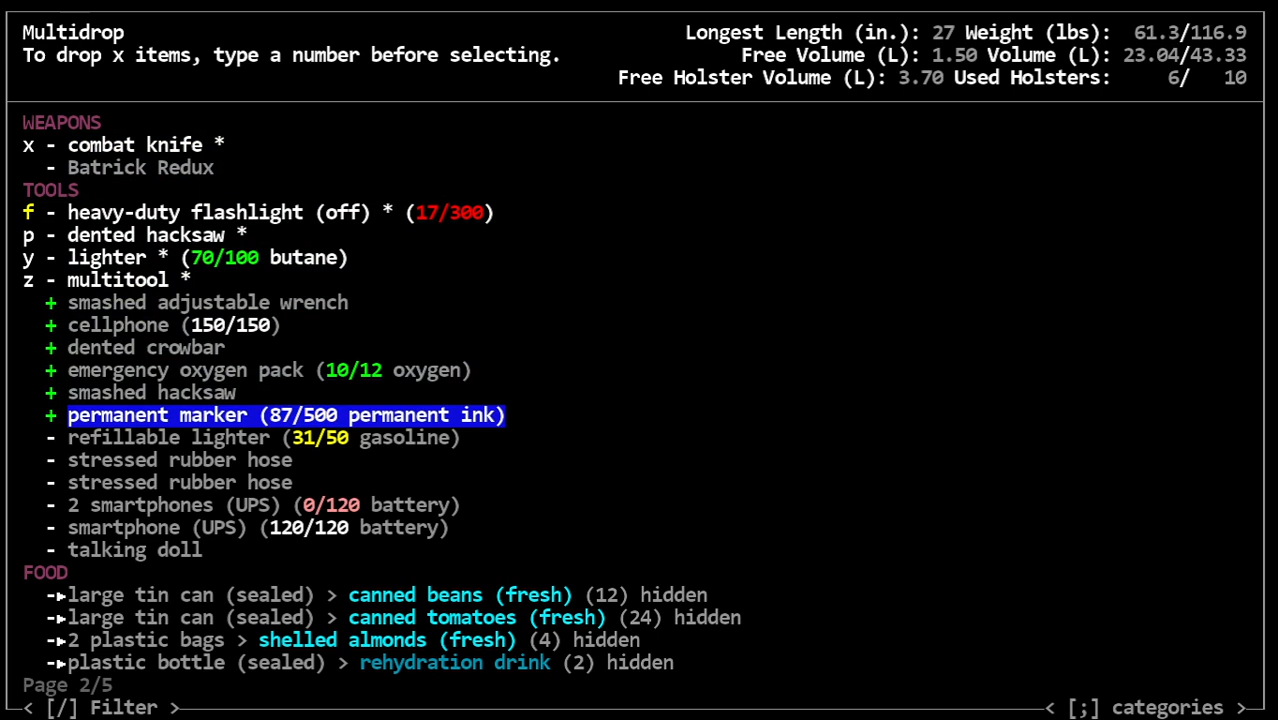 Multidrop Longest Length (in.): 27 Weight (lbs): 61.3/116.9
To drop x items, type a number before selecting. Free Volume (L): 1.50 Volume (L): 23.04/43.33
Free Holster Volume (L): 3.70 Used Holsters: 6/ 10
WEAPONS
x - combat knife *
- Batrick Redux
TOOLS
f - heavy-duty flashlight (off) * (17/300)
p - dented hacksaw *
y - lighter * (70/100 butane)
z - multitool *
+ smashed adjustable wrench
+ cellphone (150/150)
+ dented crowbar
+ emergency oxygen pack (10/12 oxygen)
+ smashed hacksaw
+ permanent marker (87/500 permanent ink)
- refillable lighter (31/50 gasoline)
- stressed rubber hose
- stressed rubber hose
- 2 smartphones (UPS) (0/120 battery)
- smartphone (UPS) (120/120 battery)
- talking doll
FOOD
-▸large tin can (sealed) > canned beans (fresh) (12) hidden
-▸large tin can (sealed) > canned tomatoes (fresh) (24) hidden
-▸2 plastic bags > shelled almonds (fresh) (4) hidden
-▸plastic bottle (sealed) > rehydration drink (2) hidden
Page 2/5
< [/] Filter > < [;] categories >